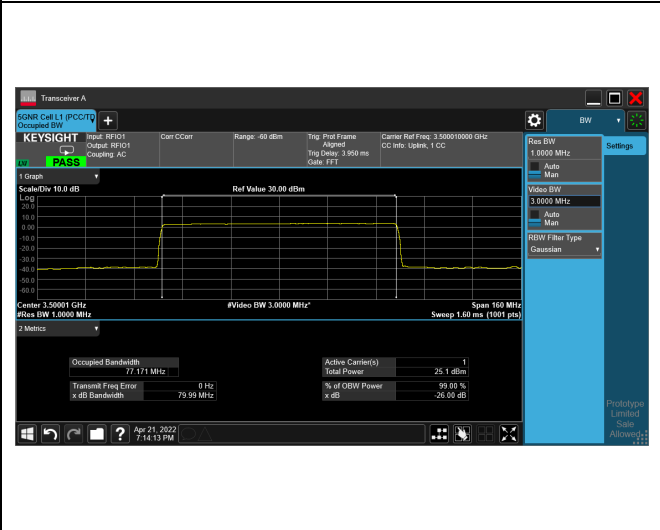 Transceiver A
5GNR Cell L1 (PCC/TD
Occupied BW
BW
KEYSIGHT
LXI
PASS
Input: RFIO1
Output: RFIO1
Coupling: AC
Corr CCorr
Range: -60 dBm
Trig: Prot Frame
Aligned
Trig Delay: 3.950 ms
Gate: FFT
Carrier Ref Freq: 3.500010000 GHz
CC Info: Uplink, 1 CC
Res BW
1.0000 MHz
Auto
Man
Video BW
3.0000 MHz
Auto
Man
RBW Filter Type
Gaussian
Settings
1 Graph
Scale/Div 10.0 dB
Ref Value 30.00 dBm
Log
20.0
10.0
0.00
-10.0
-20.0
-30.0
-40.0
-50.0
-60.0
Center 3.50001 GHz
#Video BW 3.0000 MHz*
Span 160 MHz
#Res BW 1.0000 MHz
Sweep 1.60 ms (1001 pts)
2 Metrics
Occupied Bandwidth
77.171 MHz
Active Carrier(s) 1
Total Power 25.1 dBm
Transmit Freq Error 0 Hz
x dB Bandwidth 79.99 MHz
% of OBW Power 99.00 %
x dB -26.00 dB
Prototype
Limited
Sale
Allowed
Apr 21, 2022
7:14:13 PM